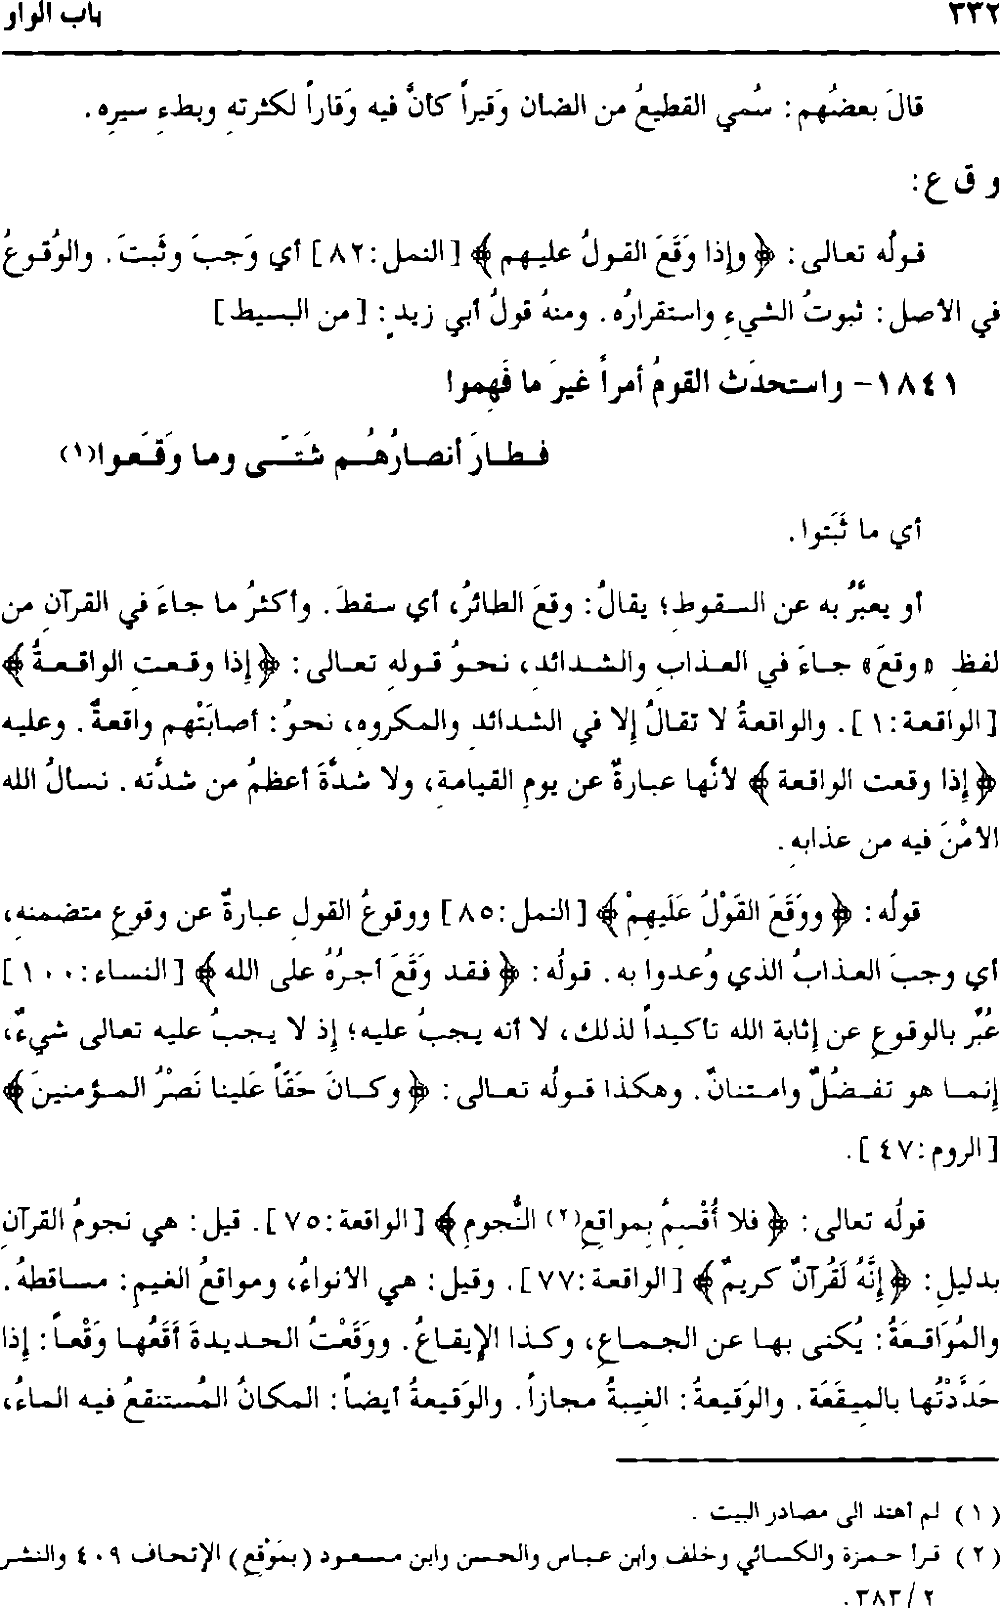 ٣٣٢ باب الواو
قالَ بعضُهم: سُمي القطيعُ من الضان وَقيراً كأنَّ فيه وَقاراً لكثرتهِ وبطءِ سيرِه.
و ق ع:
قولُه تعالى: ﴿وإذا وَقَعَ القولُ عليهم﴾ [النمل:٨٢] أي وَجبَ وثَبتَ. والوُقوعُ
في الأصل: ثبوتُ الشيءِ واستقرارُه. ومنهُ قولُ أبي زيدٍ: [من البسيط]
١٨٤١- واستحدَث القومُ أمراً غيرَ ما فَهِموا
فطارَ أنصارُهُم شَتَّى وما وَقَعوا(١)
أي ما ثَبَتوا.
أو يعبَّرُ به عن السقوطِ؛ يقالُ: وقعَ الطائرُ، أي سقطَ. وأكثرُ ما جاءَ في القرآنِ من
لفظِ «وقعَ» جاءَ في العذابِ والشدائدِ، نحوُ قولهِ تعالى: ﴿إذا وقعتِ الواقعةُ﴾
[الواقعة:١]. والواقعةُ لا تقالُ إلا في الشدائدِ والمكروهِ، نحوُ: أصابَتْهم واقعةٌ. وعليه
﴿إذا وقعت الواقعة﴾ لأنَّها عبارةٌ عن يومِ القيامةِ، ولا شدَّةَ أعظمُ من شدَّته. نسألُ الله
الأمْنَ فيه من عذابهِ.
قولُه: ﴿ووَقَعَ القَوْلُ عَلَيهِمْ﴾ [النمل:٨٥] ووقوعُ القولِ عبارةٌ عن وقوعِ متضمنهِ،
أي وجبَ العذابُ الذي وُعدوا به. قولُه: ﴿فقد وَقَعَ أجرُهُ على الله﴾ [النساء:١٠٠]
عُبِّر بالوقوعِ عن إثابة الله تأكيداً لذلك، لا أنه يجبُ عليه؛ إذ لا يجبُ عليه تعالى شيءٌ،
إنما هو تفضُلٌ وامتنانٌ. وهكذا قولُه تعالى: ﴿وكانَ حَقاً عَلينا نَصْرُ المؤمنينَ﴾
[الروم:٤٧].
قولُه تعالى: ﴿فلا أُقْسِمُ بِمواقعِ(٢) النُّجومِ﴾ [الواقعة:٧٥]. قيل: هي نجومُ القرآنِ
بدليلِ: ﴿إنَّهُ لَقُرآنٌ كريمٌ﴾ [الواقعة:٧٧]. وقيل: هي الأنواءُ، ومواقعُ الغيمِ: مساقطهُ.
والمُوَاقعَةُ: يُكنى بها عن الجماعِ، وكذا الإيقاعُ. ووَقَعْتُ الحديدةَ أَقَعُها وَقْعاً: إذا
حَدَّدْتُها بالمِيقَعَة. والوَقيعةُ: الغيبةُ مجازاً. والوَقيعةُ أيضاً: المكانُ المُستنقعُ فيه الماءُ،
(١) لم أهتد الى مصادر البيت .
(٢) قرأ حمزة والكسائي وخلف وابن عباس والحسن وابن مسعود (بمَوْقعِ) الإتحاف ٤٠٩ والنشر
٣٨٣/٢.